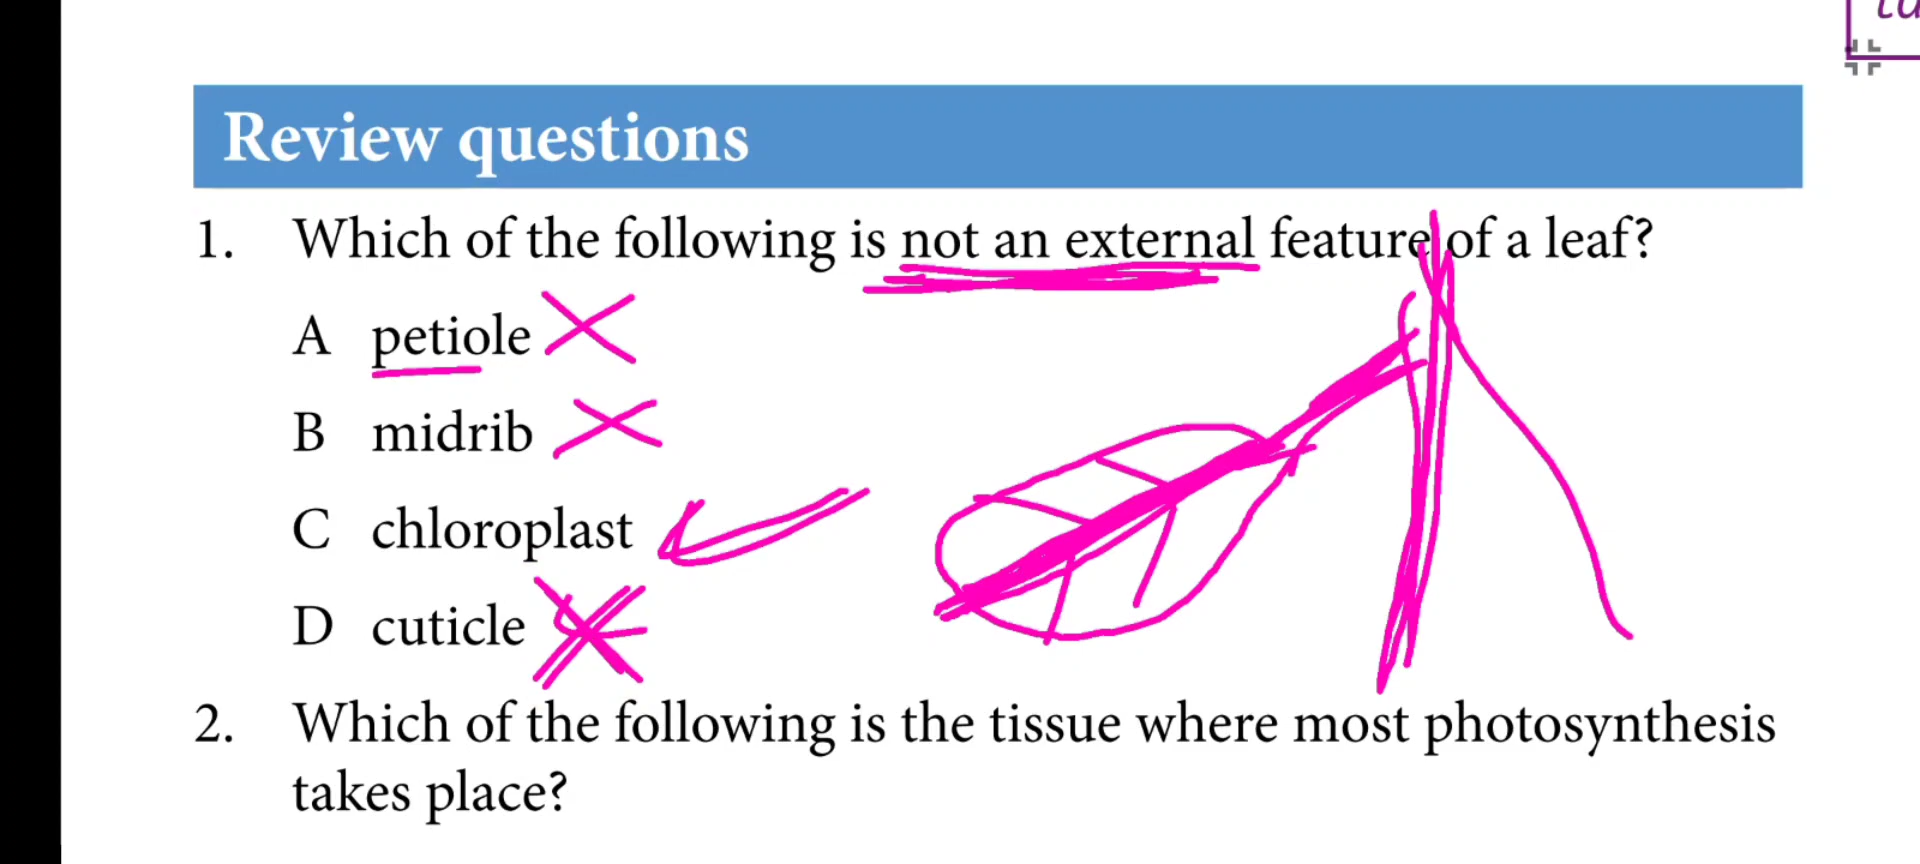 Review questions
1. Which of the following is not an external feature of a leaf?
A petiole
B midrib
C chloroplast
D cuticle
2. Which of the following is the tissue where most photosynthesis
takes place?